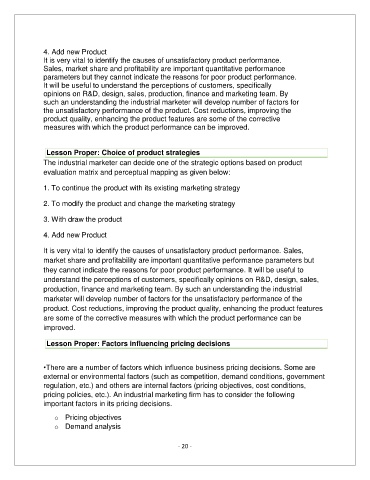 4. Add new Product
It is very vital to identify the causes of unsatisfactory product performance.
Sales, market share and profitability are important quantitative performance
parameters but they cannot indicate the reasons for poor product performance.
It will be useful to understand the perceptions of customers, specifically
opinions on R&D, design, sales, production, finance and marketing team. By
such an understanding the industrial marketer will develop number of factors for
the unsatisfactory performance of the product. Cost reductions, improving the
product quality, enhancing the product features are some of the corrective
measures with which the product performance can be improved.
Lesson Proper: Choice of product strategies
The industrial marketer can decide one of the strategic options based on product
evaluation matrix and perceptual mapping as given below:
1. To continue the product with its existing marketing strategy
2. To modify the product and change the marketing strategy
3. With draw the product
4. Add new Product
It is very vital to identify the causes of unsatisfactory product performance. Sales,
market share and profitability are important quantitative performance parameters but
they cannot indicate the reasons for poor product performance. It will be useful to
understand the perceptions of customers, specifically opinions on R&D, design, sales,
production, finance and marketing team. By such an understanding the industrial
marketer will develop number of factors for the unsatisfactory performance of the
product. Cost reductions, improving the product quality, enhancing the product features
are some of the corrective measures with which the product performance can be
improved.
Lesson Proper: Factors influencing pricing decisions
•There are a number of factors which influence business pricing decisions. Some are
external or environmental factors (such as competition, demand conditions, government
regulation, etc.) and others are internal factors (pricing objectives, cost conditions,
pricing policies, etc.). An industrial marketing firm has to consider the following
important factors in its pricing decisions.
o Pricing objectives
o Demand analysis
- 20 -